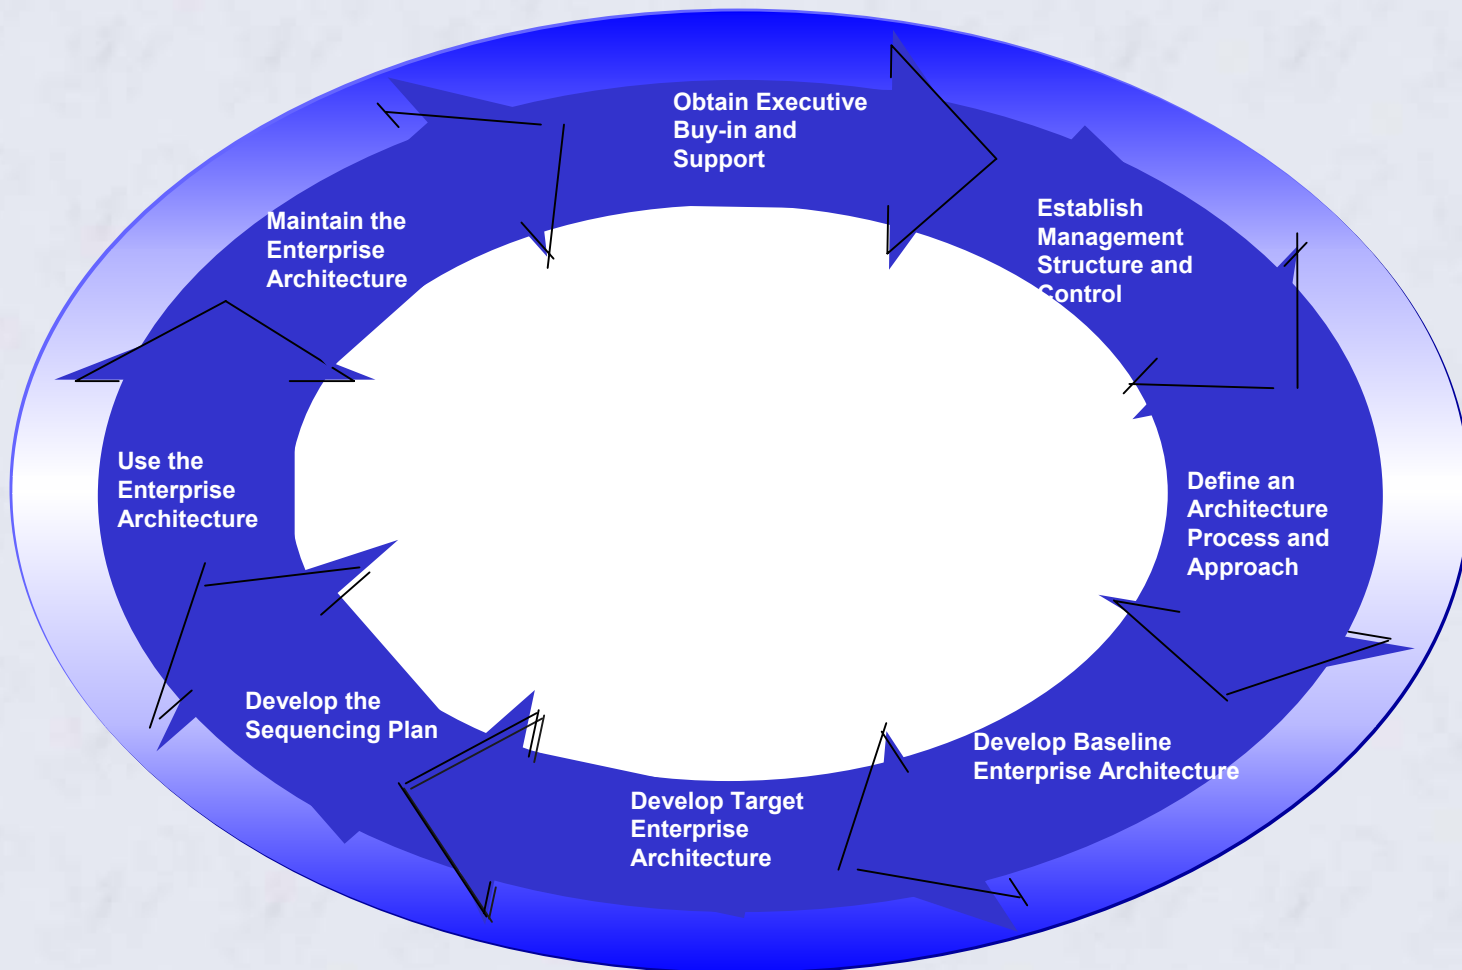 Obtain Executive
Buy-in and
Support
Establish
Management
Structure and
Control
Define an
Architecture
Process and
Approach
Develop Baseline
Enterprise Architecture
Develop Target
Enterprise
Architecture
Develop the
Sequencing Plan
Use the
Enterprise
Architecture
Maintain the
Enterprise
Architecture